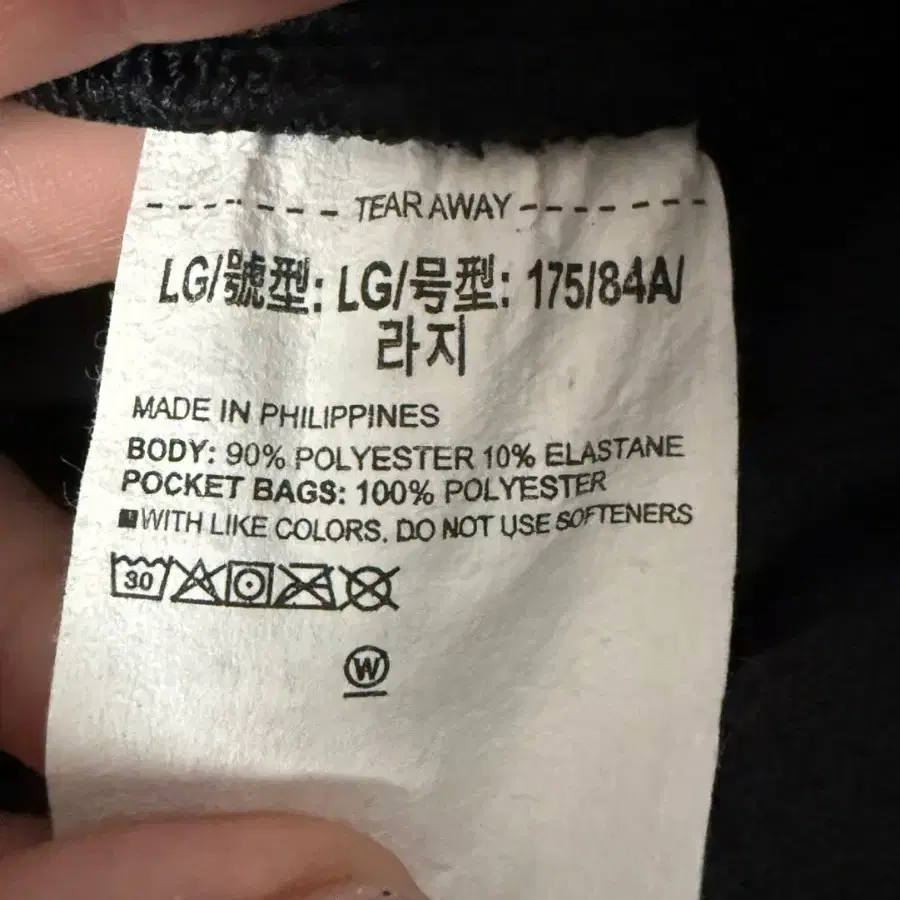 TEAR AWAY
LG/號型: LG/号型: 175/84A/
라지
MADE IN PHILIPPINES
BODY: 90% POLYESTER 10% ELASTANE
POCKET BAGS: 100% POLYESTER
WITH LIKE COLORS. DO NOT USE SOFTENERS
30
W